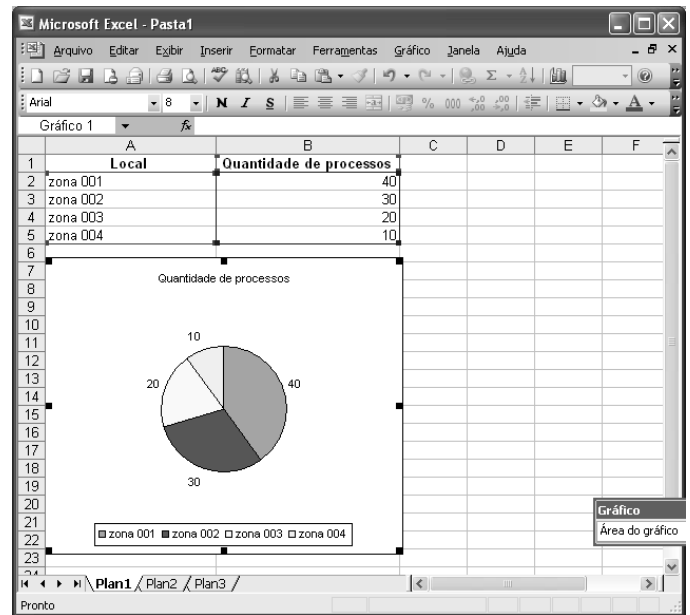 Microsoft Excel - Pasta1
Arquivo Editar Exibir Inserir Formatar Ferramentas Gráfico Janela Ajuda
Arial 8 N I S % 000
Gráfico 1 fx
A B C D E F
1 Local Quantidade de processos
2 zona 001 40
3 zona 002 30
4 zona 003 20
5 zona 004 10
6
7
Quantidade de processos
8
9
10
10
11
12
13
20 40
14
15
16
17
18
30
19
20
Gráfico
21
zona 001 zona 002 zona 003 zona 004
Área do gráfico
22
23
24
Plan1 Plan2 Plan3
Pronto